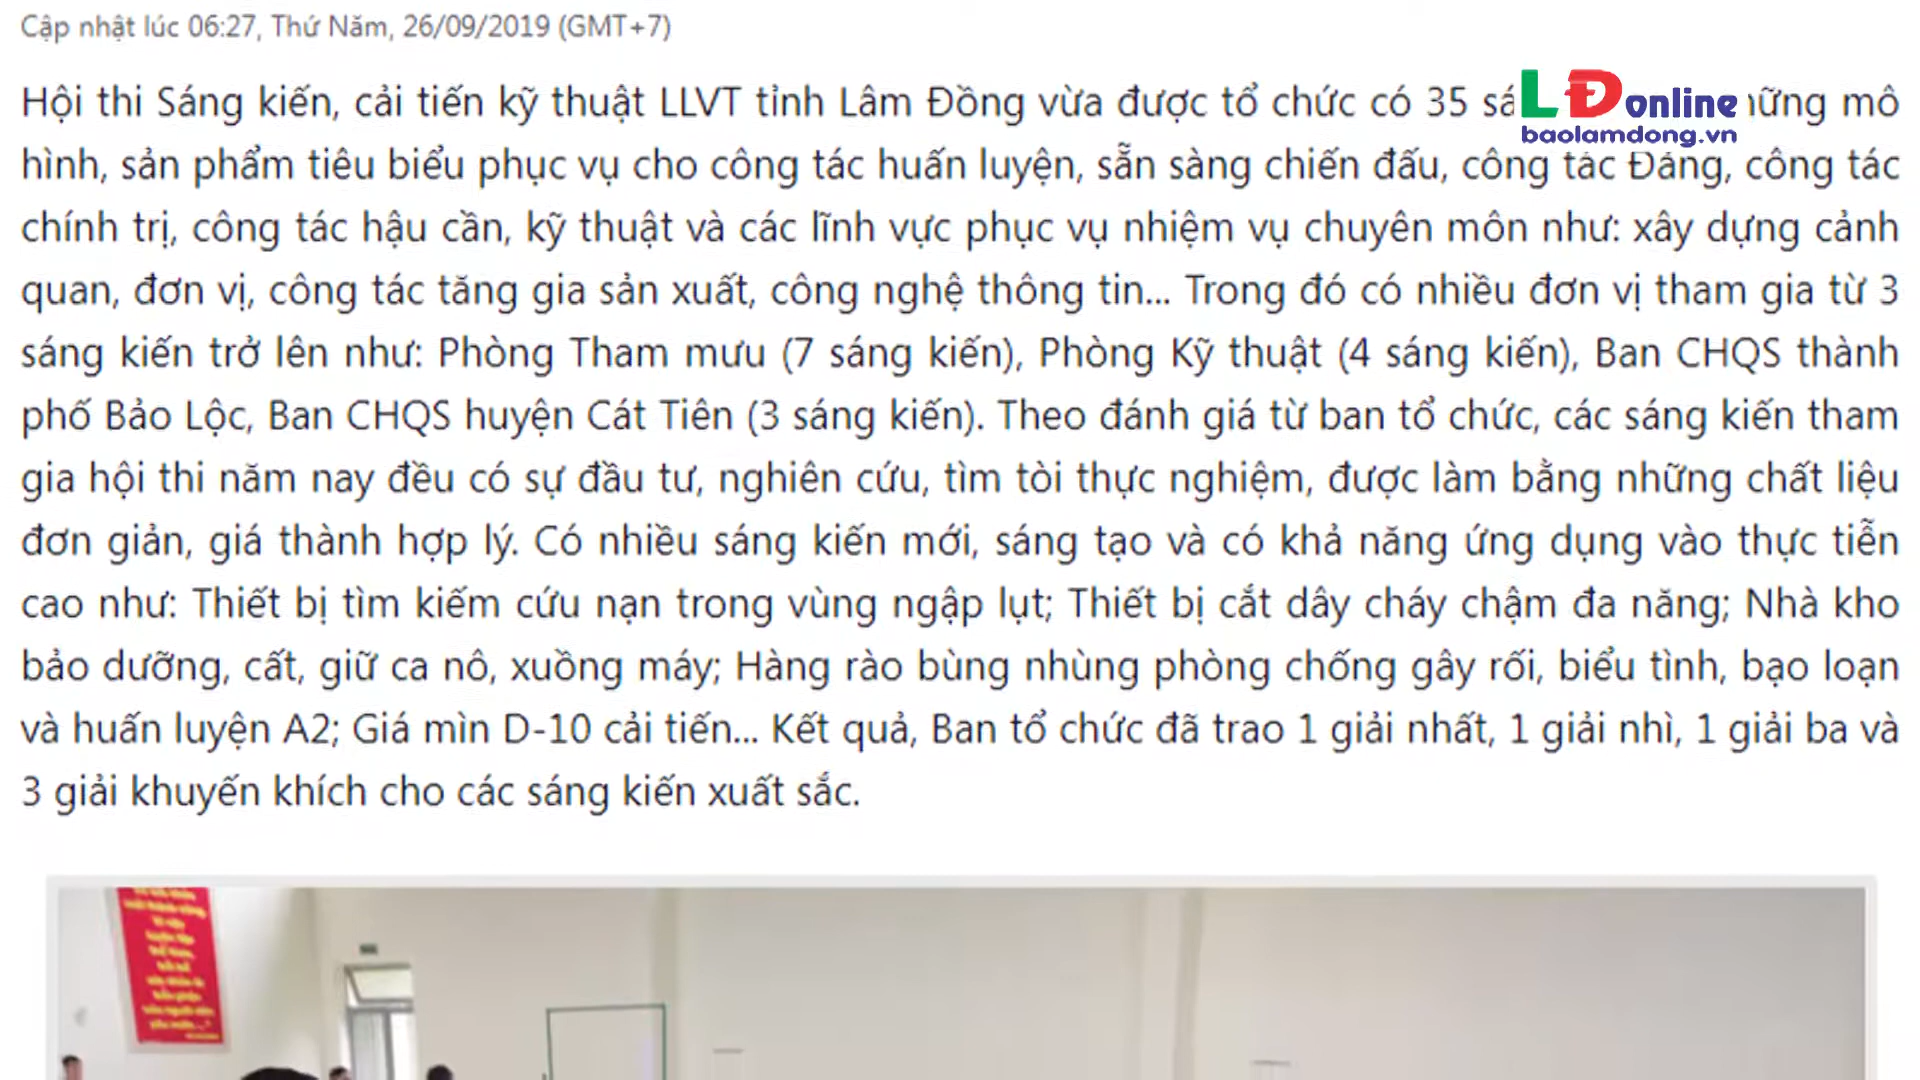 Cập nhật lúc 06:27, Thứ Năm, 26/09/2019 (GMT+7)
Hội thi Sáng kiến, cải tiến kỹ thuật LLVT tỉnh Lâm Đồng vừa được tổ chức có 35 mô
LĐ online
baolamdong.vn
hình, sản phẩm tiêu biểu phục vụ cho công tác huấn luyện, sẵn sàng chiến đấu, công tác Đảng, công tác
chính trị, công tác hậu cần, kỹ thuật và các lĩnh vực phục vụ nhiệm vụ chuyên môn như: xây dựng cảnh
quan, đơn vị, công tác tăng gia sản xuất, công nghệ thông tin... Trong đó có nhiều đơn vị tham gia từ 3
sáng kiến trở lên như: Phòng Tham mưu (7 sáng kiến), Phòng Kỹ thuật (4 sáng kiến), Ban CHQS thành
phố Bảo Lộc, Ban CHQS huyện Cát Tiên (3 sáng kiến). Theo đánh giá từ ban tổ chức, các sáng kiến tham
gia hội thi năm nay đều có sự đầu tư, nghiên cứu, tìm tòi thực nghiệm, được làm bằng những chất liệu
đơn giản, giá thành hợp lý. Có nhiều sáng kiến mới, sáng tạo và có khả năng ứng dụng vào thực tiễn
cao như: Thiết bị tìm kiếm cứu nạn trong vùng ngập lụt; Thiết bị cắt dây cháy chậm đa năng; Nhà kho
bảo dưỡng, cất, giữ ca nô, xuồng máy; Hàng rào bùng nhùng phòng chống gây rối, biểu tình, bạo loạn
và huấn luyện A2; Giá mìn D-10 cải tiến... Kết quả, Ban tổ chức đã trao 1 giải nhất, 1 giải nhì, 1 giải ba và
3 giải khuyến khích cho các sáng kiến xuất sắc.